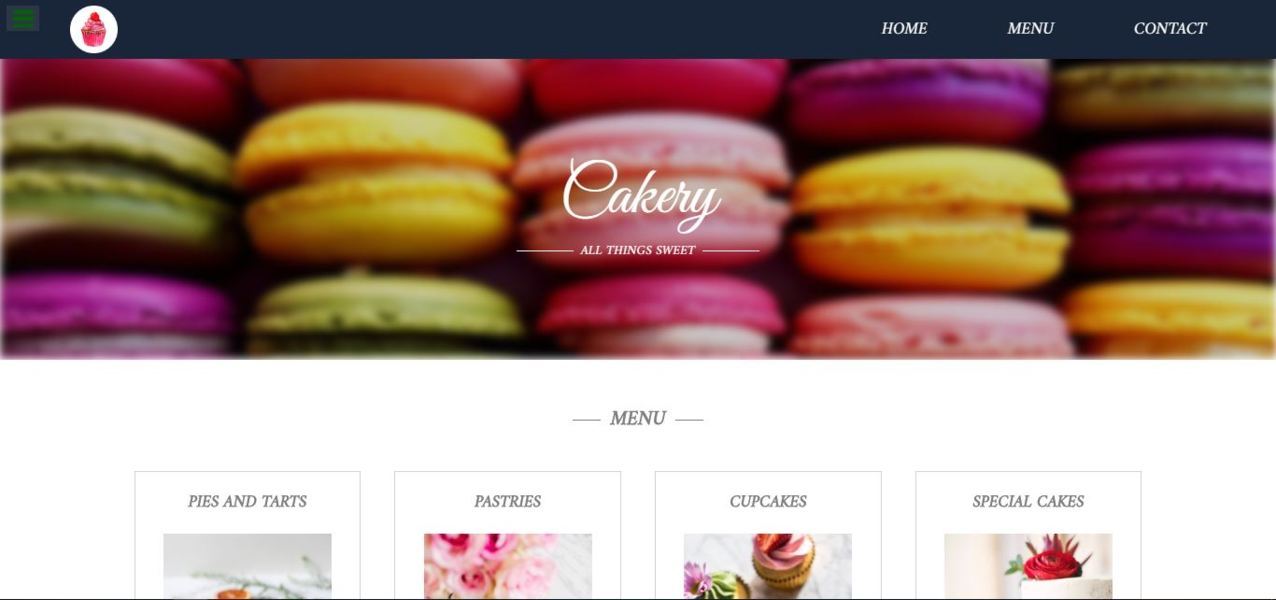 HOME MENU CONTACT
Cakery
ALL THINGS SWEET
MENU
PIES AND TARTS PASTRIES CUPCAKES SPECIAL CAKES